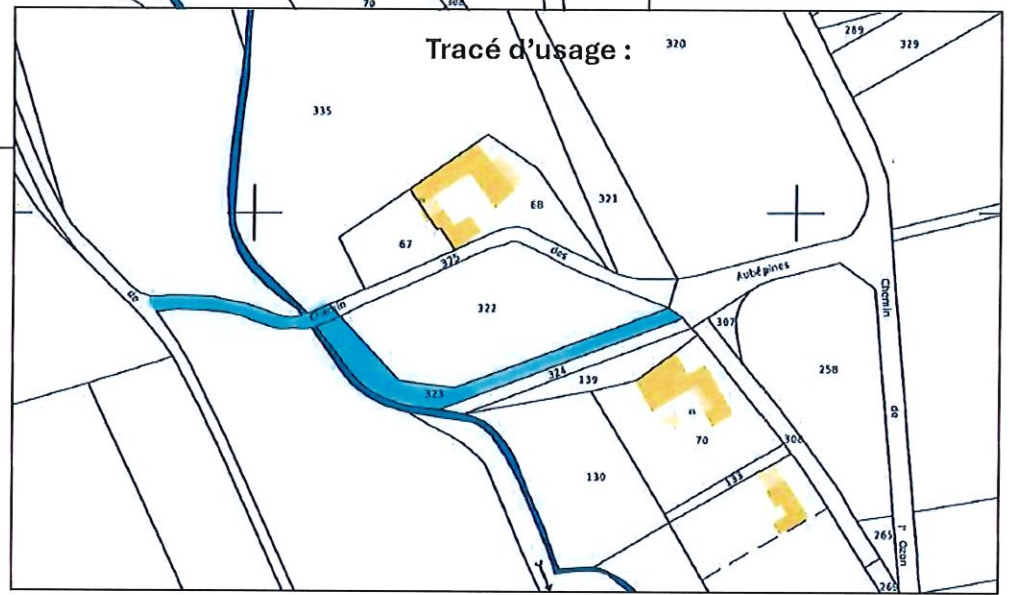 70
308
Tracé d'usage :
289
329
320
335
68
321
67
325
des
Aubépines
Chemin
de
Chemin
322
307
324
139
258
323
70
308
130
133
de
265
l'Ozon